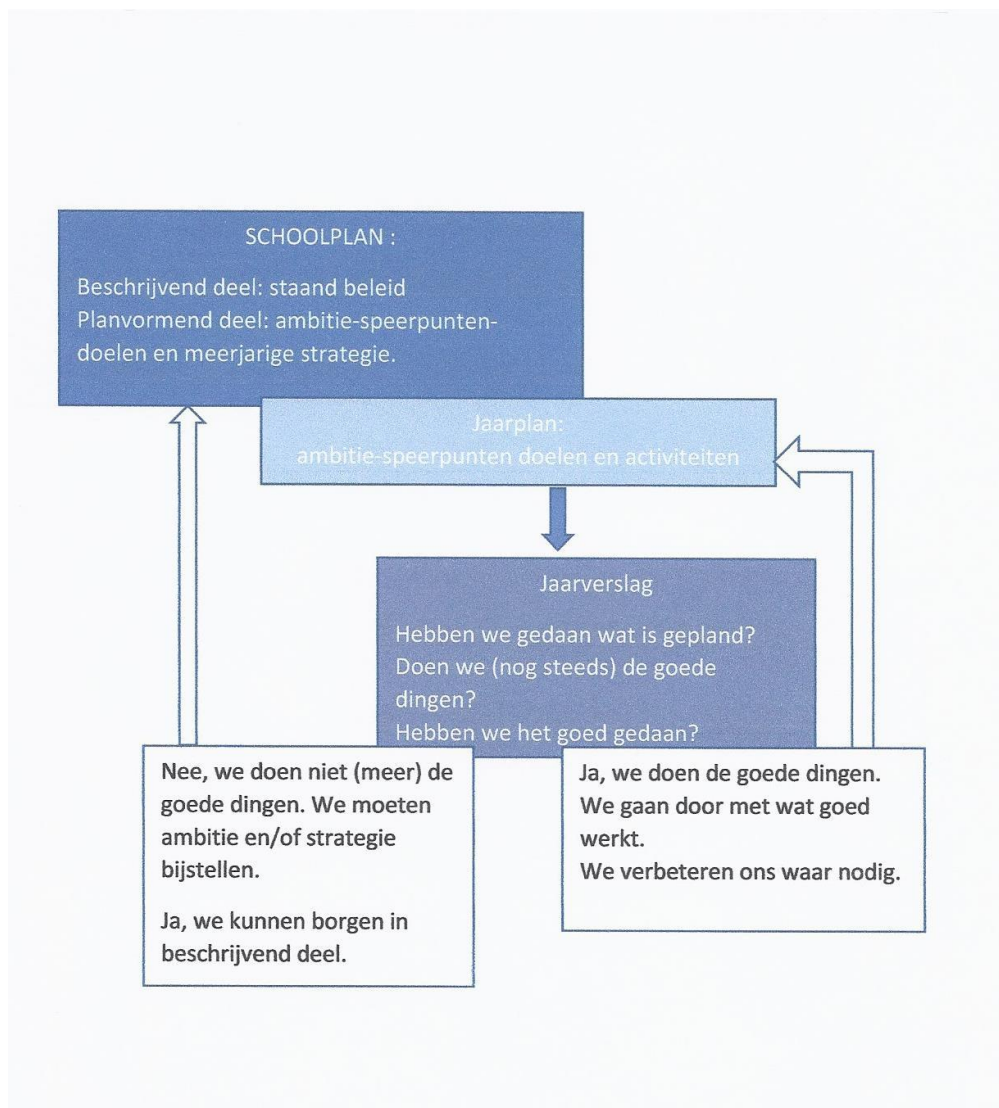 SCHOOLPLAN :
Beschrijvend deel: staand beleid
Planvormend deel: ambitie-speerpunten-
doelen en meerjarige strategie.
Jaarplan:
ambitie-speerpunten doelen en activiteiten
Jaarverslag
Hebben we gedaan wat is gepland?
Doen we (nog steeds) de goede
dingen?
Hebben we het goed gedaan?
Nee, we doen niet (meer) de
goede dingen. We moeten
ambitie en/of strategie
bijstellen.
Ja, we kunnen borgen in
beschrijvend deel.
Ja, we doen de goede dingen.
We gaan door met wat goed
werkt.
We verbeteren ons waar nodig.